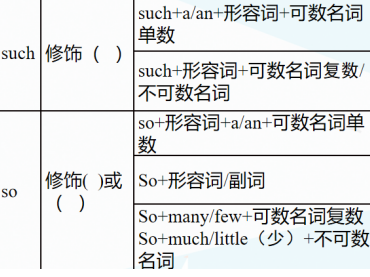 such
修饰（ ）
such+a/an+形容词+可数名词
单数
such+形容词+可数名词复数/
不可数名词
so
修饰( )或
（ ）
so+形容词+a/an+可数名词单
数
So+形容词/副词
So+many/few+可数名词复数
So+much/little（少）+不可数
名词